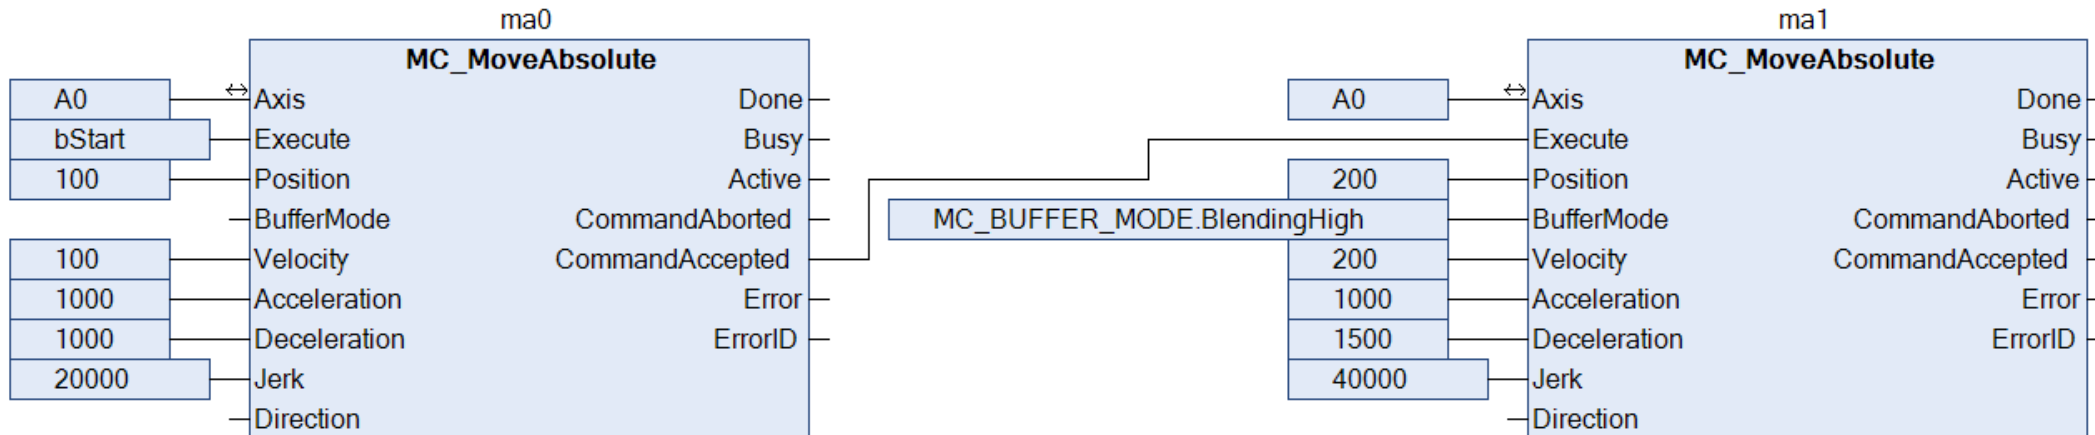 ma0
MC_MoveAbsolute
A0 Axis Done
bStart Execute Busy
100 Position Active
BufferMode CommandAborted
100 Velocity CommandAccepted
1000 Acceleration Error
1000 Deceleration ErrorID
20000 Jerk
Direction
ma1
MC_MoveAbsolute
A0 Axis Done
Execute Busy
200 Position Active
MC_BUFFER_MODE.BlendingHigh BufferMode CommandAborted
200 Velocity CommandAccepted
1000 Acceleration Error
1500 Deceleration ErrorID
40000 Jerk
Direction